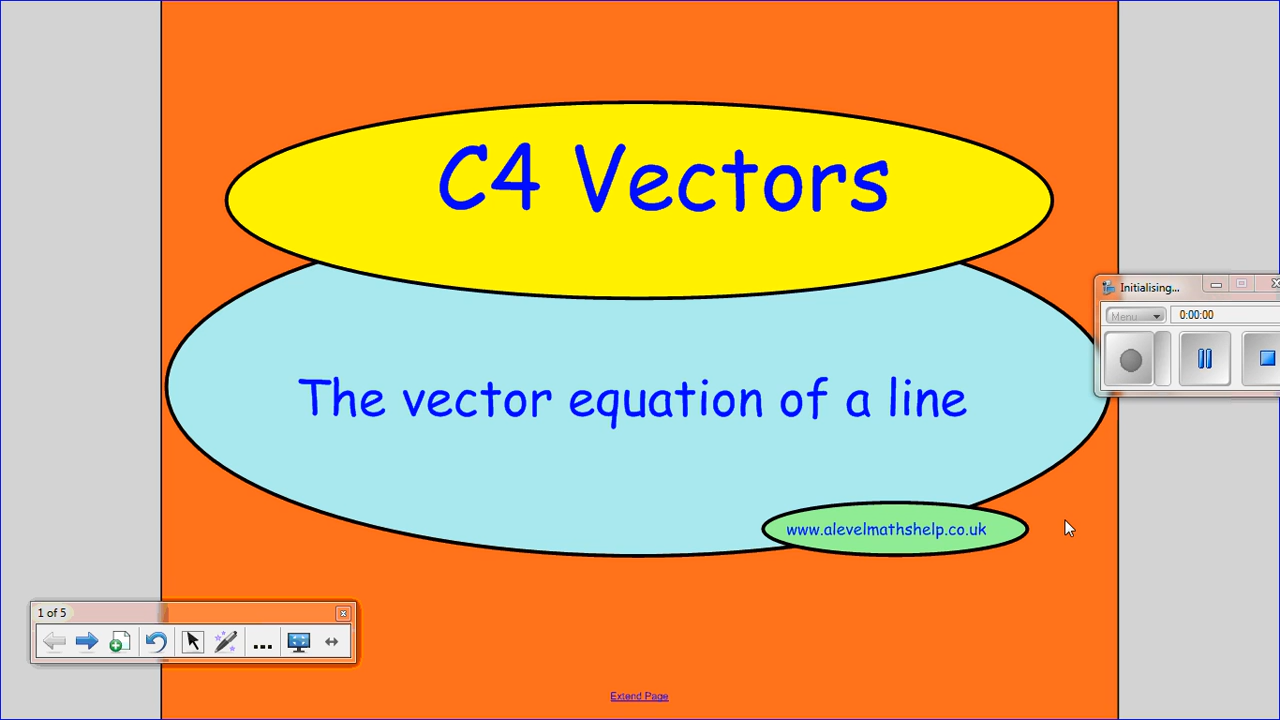 C4 Vectors
The vector equation of a line
www.alevelmathshelp.co.uk
Initialising...
Menu
0:00:00
1 of 5
Extend Page